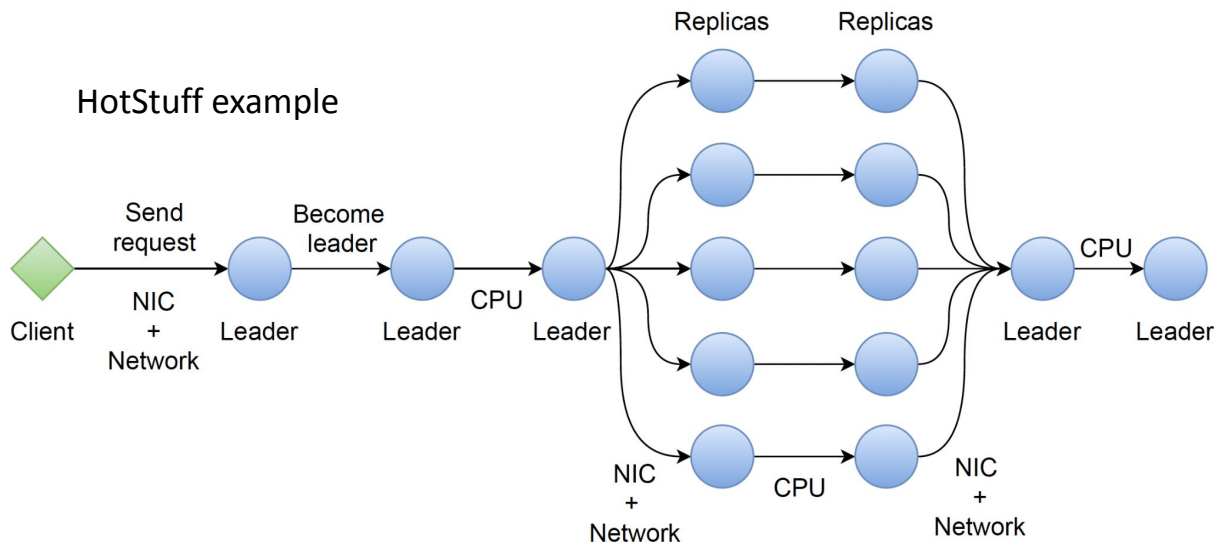 HotStuff example
Replicas
Replicas
Send
request
Become
leader
CPU
NIC
+
Network
CPU
Client
Leader
Leader
Leader
Leader
Leader
NIC
+
Network
CPU
NIC
+
Network